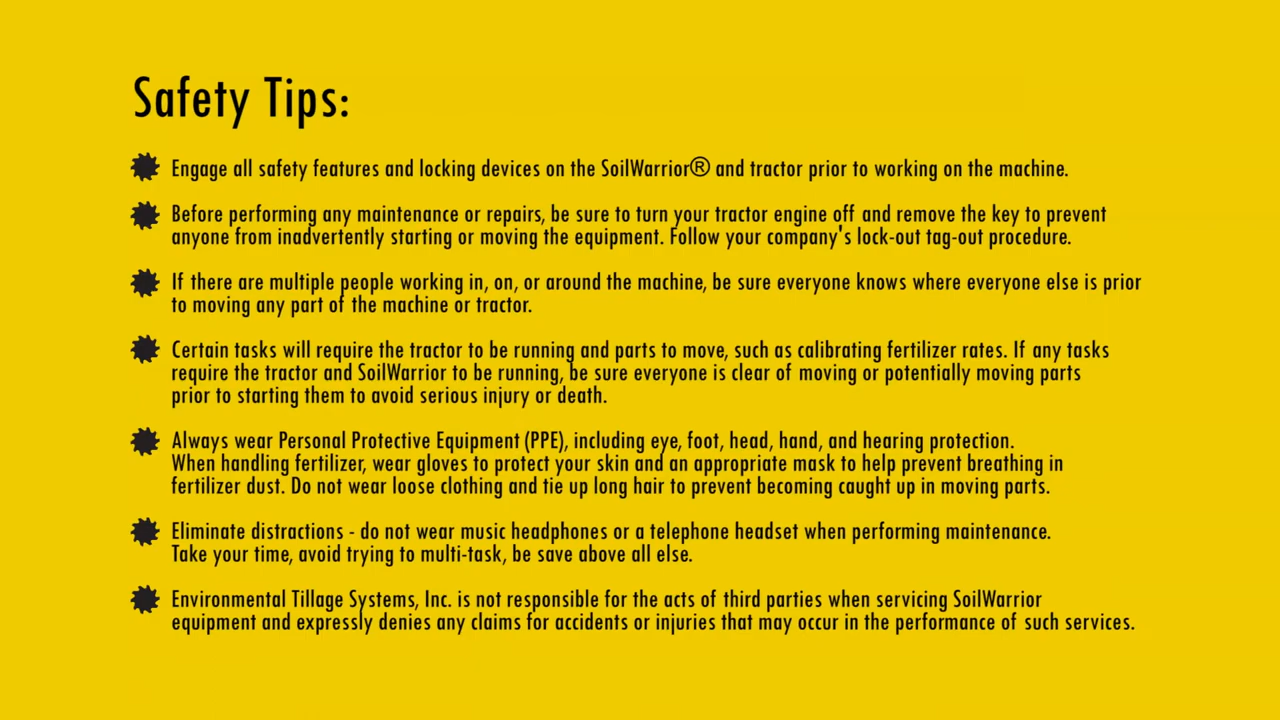 Safety Tips:
Engage all safety features and locking devices on the SoilWarrior® and tractor prior to working on the machine.
Before performing any maintenance or repairs, be sure to turn your tractor engine off and remove the key to prevent
anyone from inadvertently starting or moving the equipment. Follow your company's lock-out tag-out procedure.
If there are multiple people working in, on, or around the machine, be sure everyone knows where everyone else is prior
to moving any part of the machine or tractor.
Certain tasks will require the tractor to be running and parts to move, such as calibrating fertilizer rates. If any tasks
require the tractor and SoilWarrior to be running, be sure everyone is clear of moving or potentially moving parts
prior to starting them to avoid serious injury or death.
Always wear Personal Protective Equipment (PPE), including eye, foot, head, hand, and hearing protection.
When handling fertilizer, wear gloves to protect your skin and an appropriate mask to help prevent breathing in
fertilizer dust. Do not wear loose clothing and tie up long hair to prevent becoming caught up in moving parts.
Eliminate distractions - do not wear music headphones or a telephone headset when performing maintenance.
Take your time, avoid trying to multi-task, be save above all else.
Environmental Tillage Systems, Inc. is not responsible for the acts of third parties when servicing SoilWarrior
equipment and expressly denies any claims for accidents or injuries that may occur in the performance of such services.